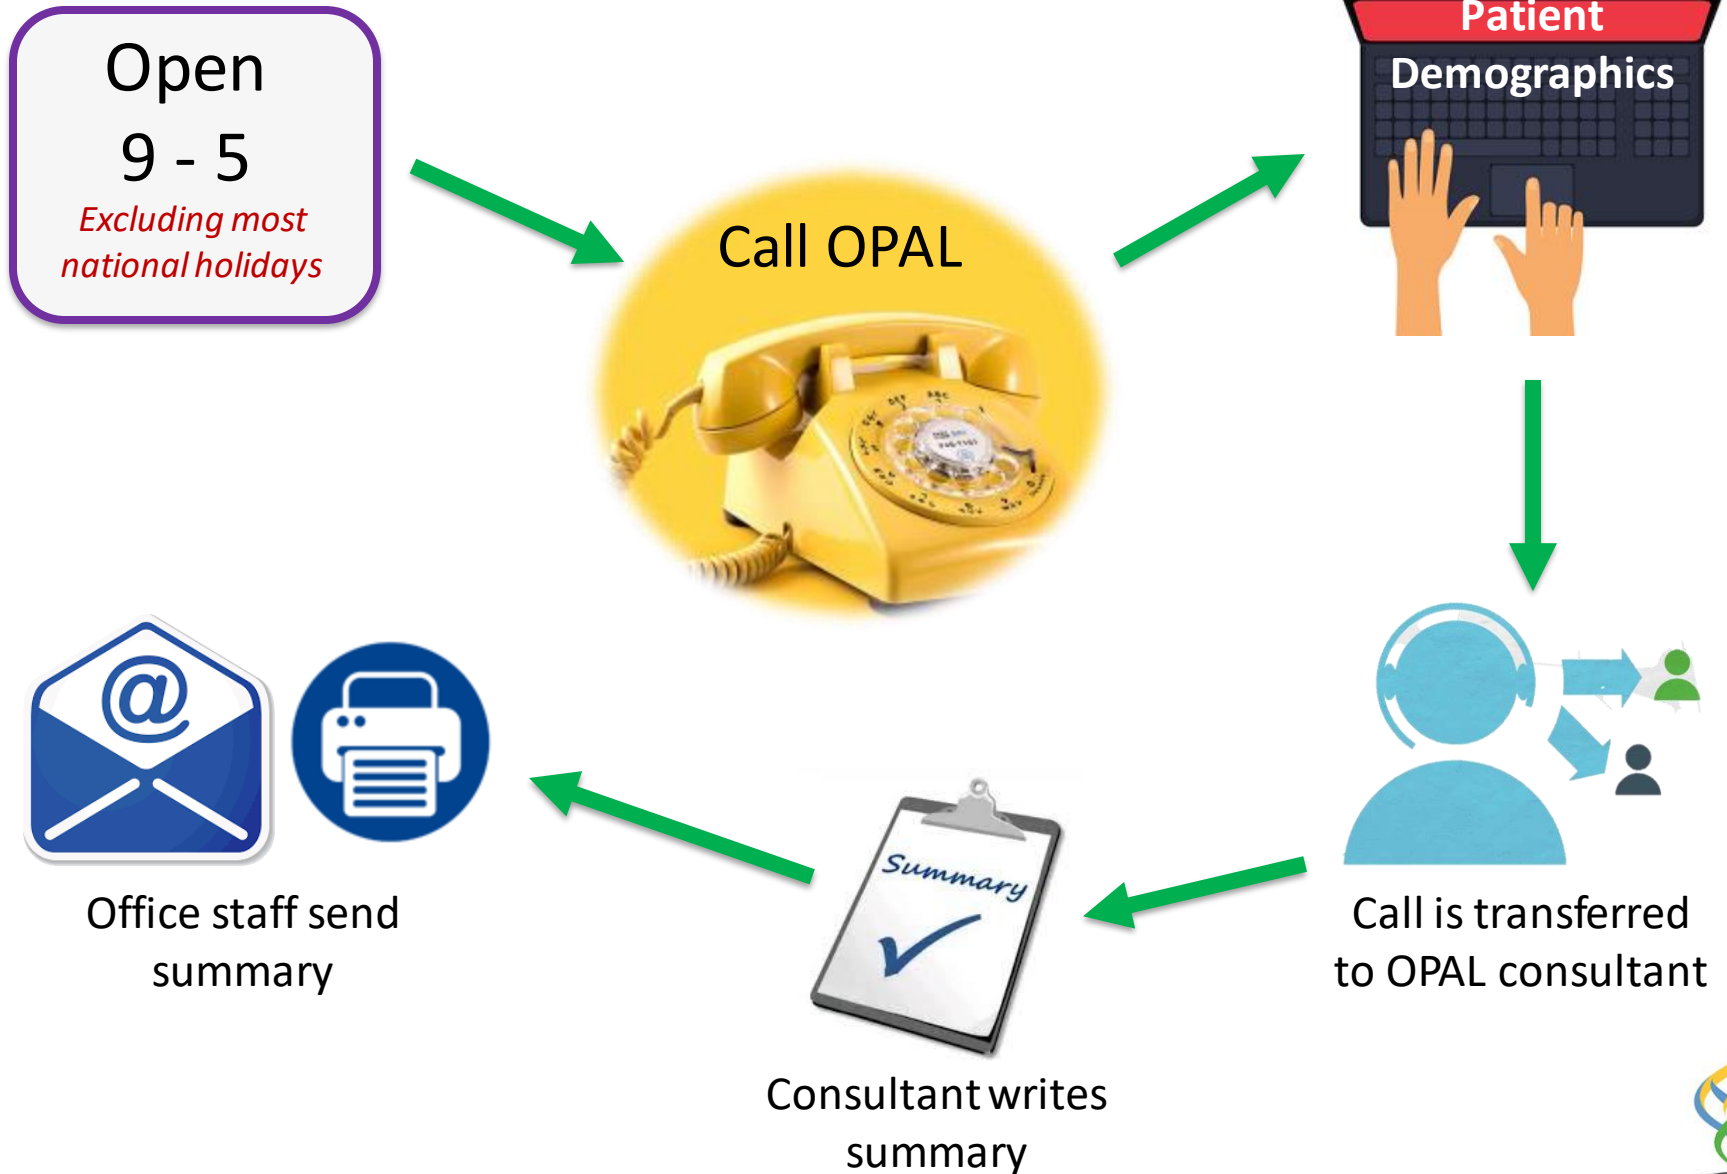 Open
9 - 5
Excluding most
national holidays
Call OPAL
Patient
Demographics
Call is transferred
to OPAL consultant
Summary
Consultant writes
summary
@
Office staff send
summary